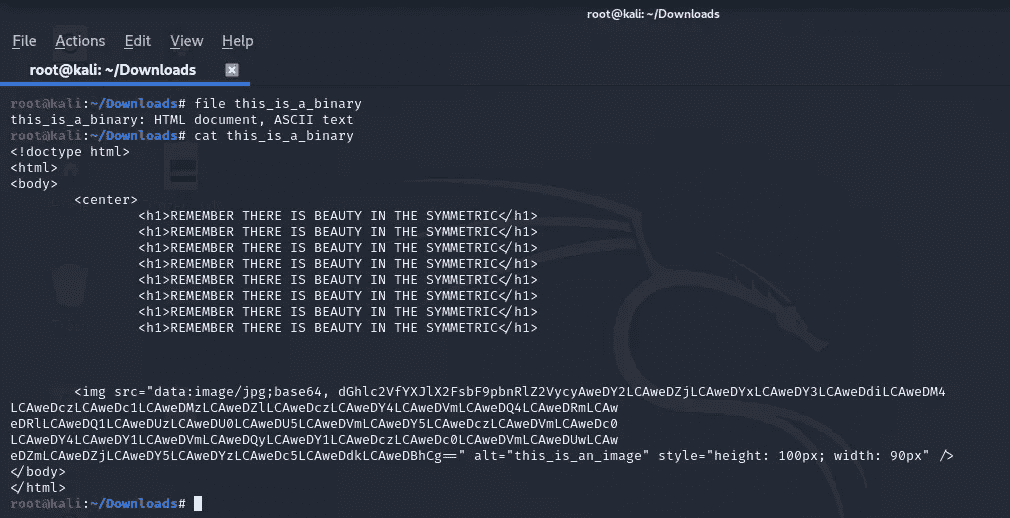 root@kali: ~/Downloads
File Actions Edit View Help
root@kali: ~/Downloads
root@kali:~/Downloads# file this_is_a_binary
this_is_a_binary: HTML document, ASCII text
root@kali:~/Downloads# cat this_is_a_binary
<!doctype html>
<html>
<body>
<center>
<h1>REMEMBER THERE IS BEAUTY IN THE SYMMETRIC</h1>
<h1>REMEMBER THERE IS BEAUTY IN THE SYMMETRIC</h1>
<h1>REMEMBER THERE IS BEAUTY IN THE SYMMETRIC</h1>
<h1>REMEMBER THERE IS BEAUTY IN THE SYMMETRIC</h1>
<h1>REMEMBER THERE IS BEAUTY IN THE SYMMETRIC</h1>
<h1>REMEMBER THERE IS BEAUTY IN THE SYMMETRIC</h1>
<h1>REMEMBER THERE IS BEAUTY IN THE SYMMETRIC</h1>
<h1>REMEMBER THERE IS BEAUTY IN THE SYMMETRIC</h1>
<img src="data:image/jpg;base64, dGhlc2VfYXJlX2FsbF9pbnRlZ2VycyAweDY2LCAweDZjLCAweDYxLCAweDY3LCAweDdiLCAweDM4
LCAweDczLCAweDc1LCAweDMzLCAweDZlLCAweDczLCAweDY4LCAweDVmLCAweDQ4LCAweDRmLCAw
eDRlLCAweDQ1LCAweDUzLCAweDU0LCAweDU5LCAweDVmLCAweDY5LCAweDczLCAweDVmLCAweDc0
LCAweDY4LCAweDY1LCAweDVmLCAweDQyLCAweDY1LCAweDczLCAweDc0LCAweDVmLCAweDUwLCAw
eDZmLCAweDZjLCAweDY5LCAweDYzLCAweDc5LCAweDdkLCAweDBhCg==" alt="this_is_an_image" style="height: 100px; width: 90px" />
</body>
</html>
root@kali:~/Downloads#